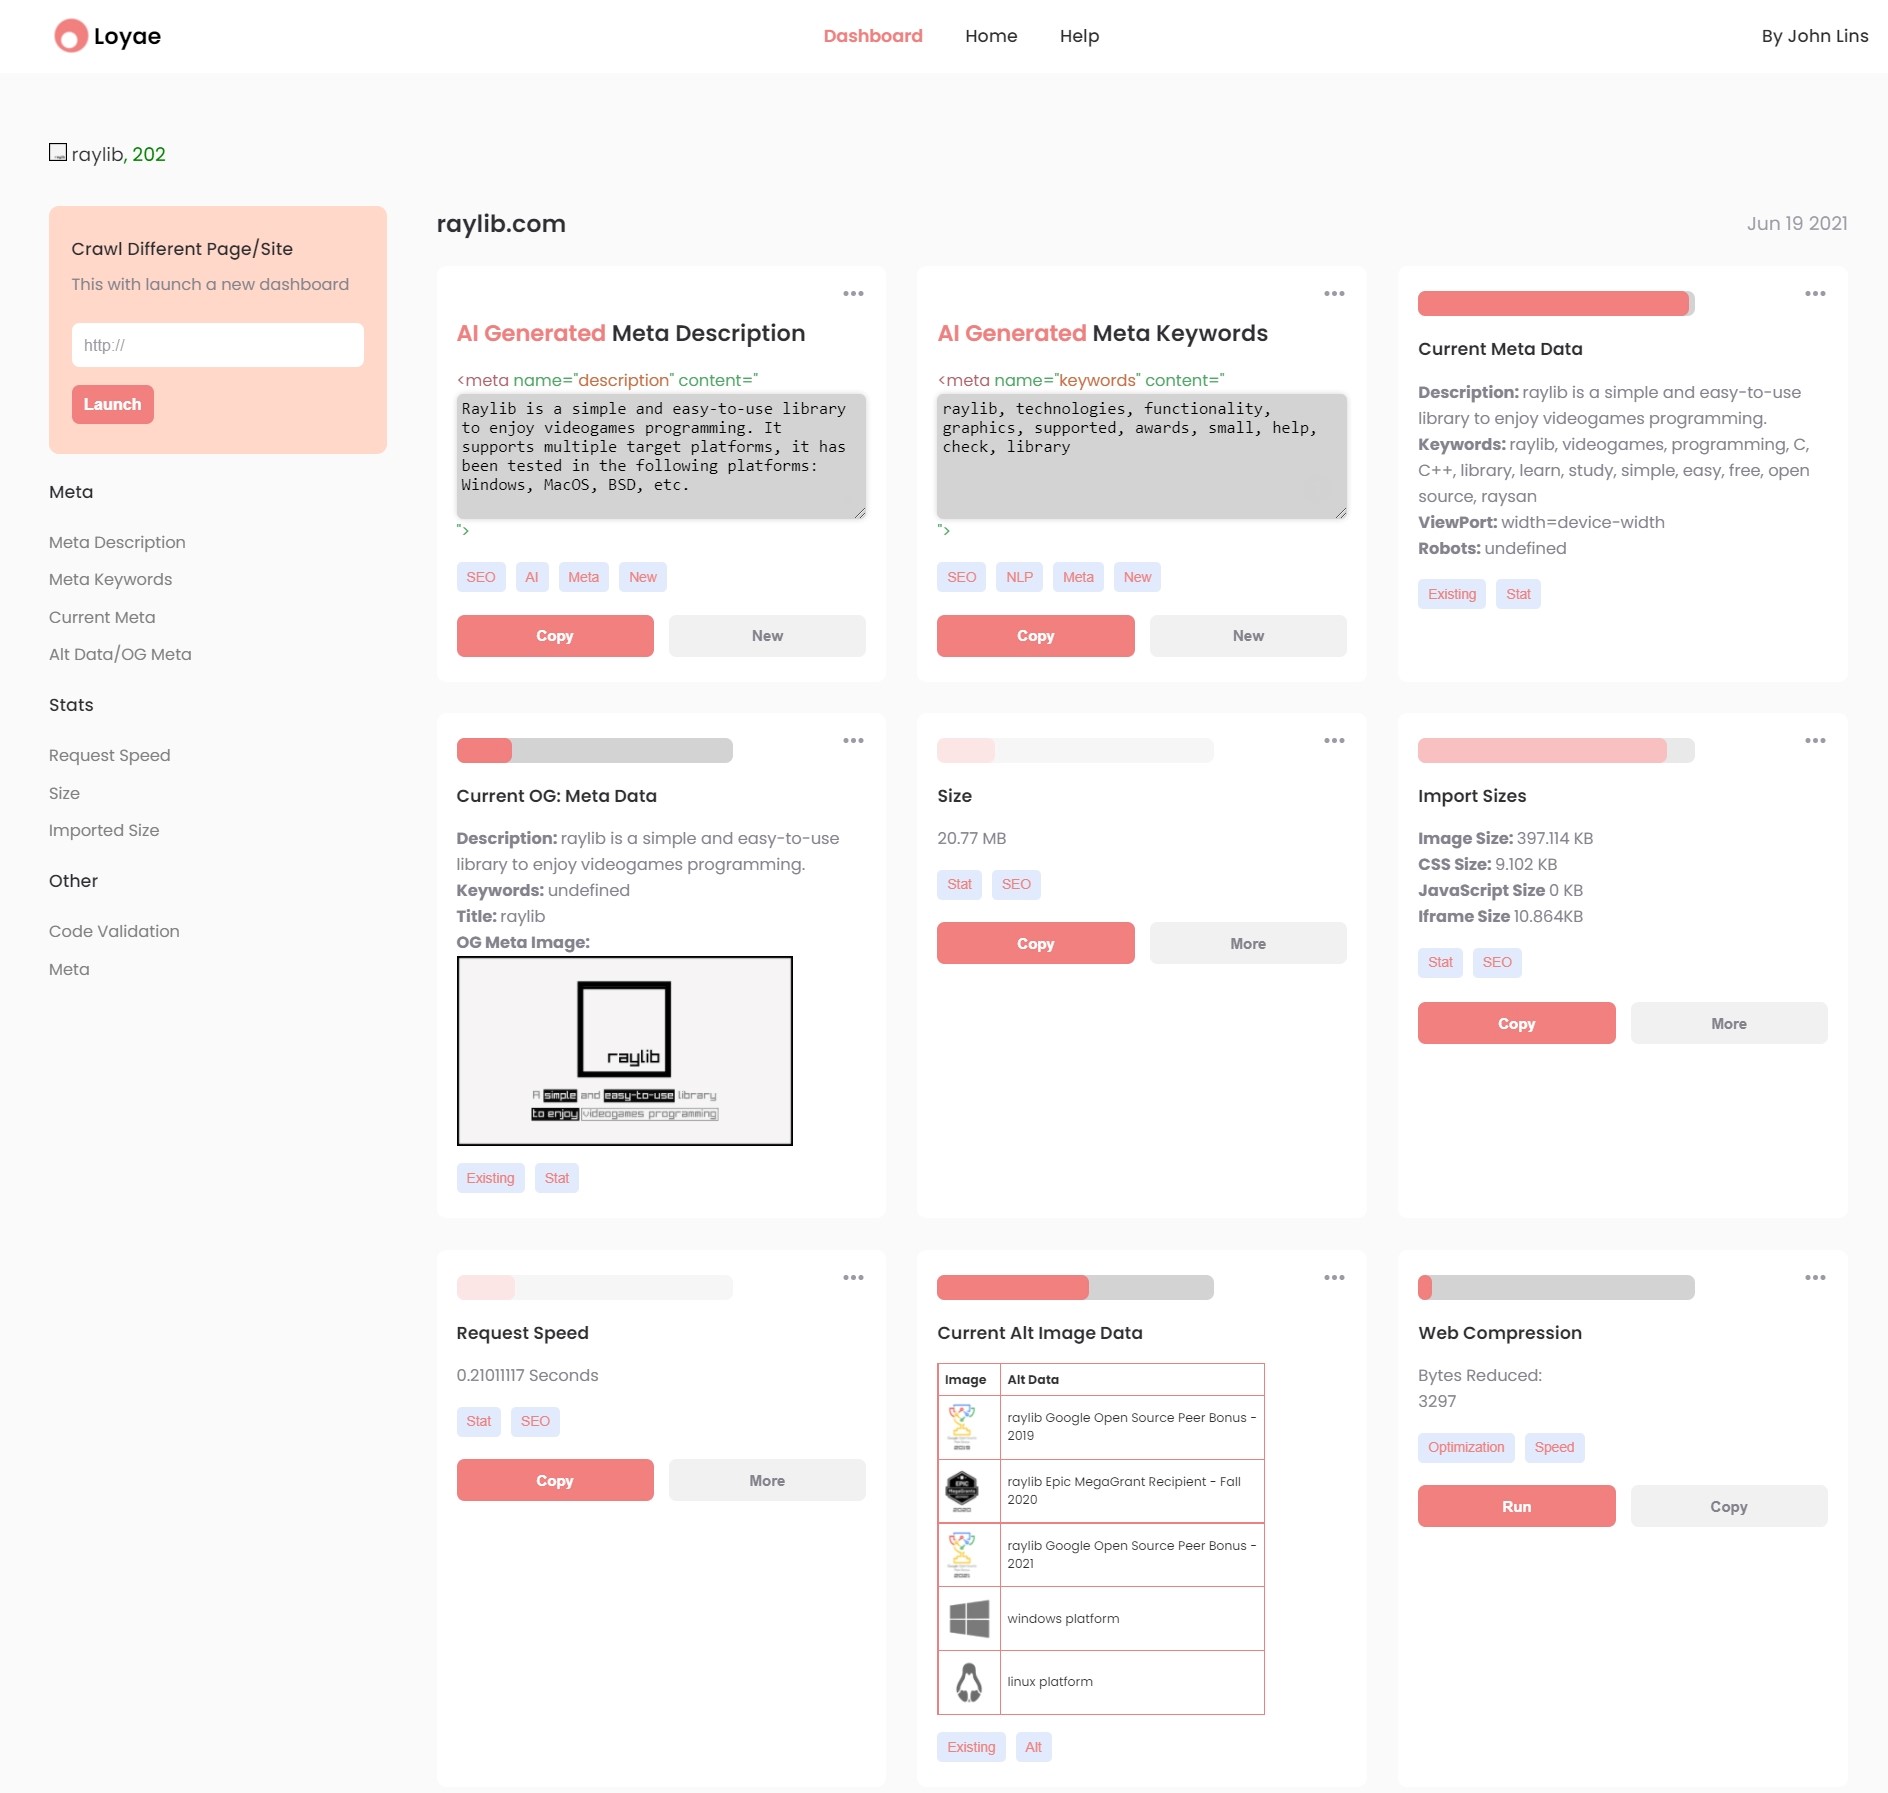 Loyae
Dashboard
Home
Help
By John Lins
raylib, 202
Crawl Different Page/Site
This with launch a new dashboard
http://
Launch
Meta
Meta Description
Meta Keywords
Current Meta
Alt Data/OG Meta
Stats
Request Speed
Size
Imported Size
Other
Code Validation
Meta
raylib.com
Jun 19 2021
AI Generated Meta Description
<meta name="description" content="
Raylib is a simple and easy-to-use library
to enjoy videogames programming. It
supports multiple target platforms, it has
been tested in the following platforms:
Windows, MacOS, BSD, etc.
">
SEO
AI
Meta
New
Copy
New
AI Generated Meta Keywords
<meta name="keywords" content="
raylib, technologies, functionality,
graphics, supported, awards, small, help,
check, library
">
SEO
NLP
Meta
New
Copy
New
Current Meta Data
Description: raylib is a simple and easy-to-use
library to enjoy videogames programming.
Keywords: raylib, videogames, programming, C,
C++, library, learn, study, simple, easy, free, open
source, raysan
ViewPort: width=device-width
Robots: undefined
Existing
Stat
Current OG: Meta Data
Description: raylib is a simple and easy-to-use
library to enjoy videogames programming.
Keywords: undefined
Title: raylib
OG Meta Image:
raylib
A simple and easy-to-use library
to enjoy videogames programming
Existing
Stat
Size
20.77 MB
Stat
SEO
Copy
More
Import Sizes
Image Size: 397.114 KB
CSS Size: 9.102 KB
JavaScript Size 0 KB
Iframe Size 10.864KB
Stat
SEO
Copy
More
Request Speed
0.21011117 Seconds
Stat
SEO
Copy
More
Current Alt Image Data
Image
Alt Data
2019
raylib Google Open Source Peer Bonus -
2019
EPIC
MegaGrants
2020
raylib Epic MegaGrant Recipient - Fall
2020
2021
raylib Google Open Source Peer Bonus -
2021
windows platform
linux platform
Existing
Alt
Web Compression
Bytes Reduced:
3297
Optimization
Speed
Run
Copy